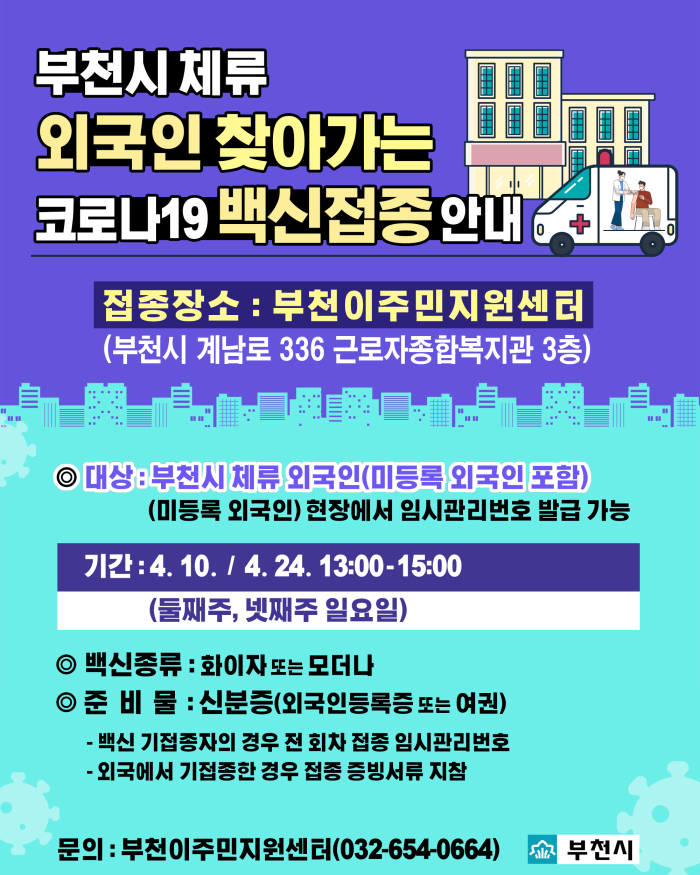 부천시 체류
외국인 찾아가는
코로나19 백신접종 안내
접종장소 : 부천이주민지원센터
(부천시 계남로 336 근로자종합복지관 3층)
◎ 대상 : 부천시 체류 외국인(미등록 외국인 포함)
(미등록 외국인) 현장에서 임시관리번호 발급 가능
기간 : 4. 10. / 4. 24. 13:00-15:00
(둘째주, 넷째주 일요일)
◎ 백신종류 : 화이자 또는 모더나
◎ 준 비 물 : 신분증(외국인등록증 또는 여권)
- 백신 기접종자의 경우 전 회차 접종 임시관리번호
- 외국에서 기접종한 경우 접종 증빙서류 지참
문의 : 부천이주민지원센터(032-654-0664)
부천시